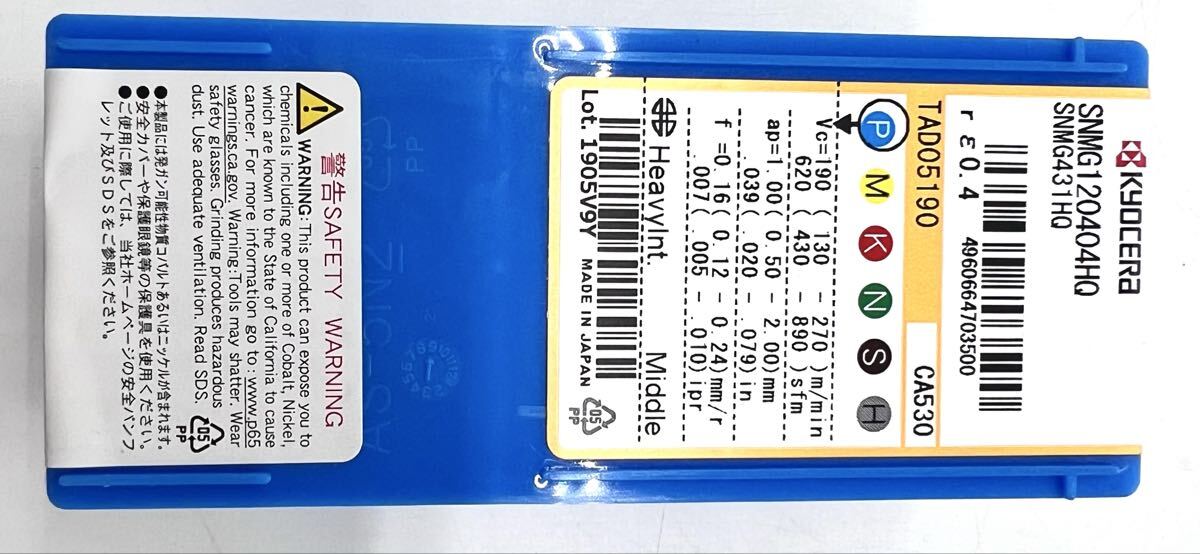 KYOCERA
SNMG120404HQ
SNMG431HQ
rε0.4
4960664703500
TAD05190
CA530
P M K N S H
Vc=190 ( 130 - 270 )m/min
620 ( 430 - 890 )sfm
ap=1.00( 0.50 - 2.00)mm
.039( .020 - .079)in
f =0.16( 0.12 - 0.24)mm/r
.007( .005 - .010)ipr
HeavyInt. Middle
Lot. 1905V9Y
MADE IN JAPAN
05
PP
警告SAFETY WARNING
WARNING:This product can expose you to
chemicals including one or more of Cobalt, Nickel,
which are known to the State of California to cause
cancer. For more information go to:www.p65
warnings.ca.gov, Warning:Tools may shatter. Wear
safety glasses. Grinding produces hazardous
dust. Use adequate ventilation. Read SDS.
05
PP
●本製品には発ガン可能性物質コバルトあるいはニッケルが含まれます。
●安全カバーや保護眼鏡等の保護具を使用ください。
●ご使用に際しては、当社ホームページの安全パンフ
レット及びSDSをご参照ください。